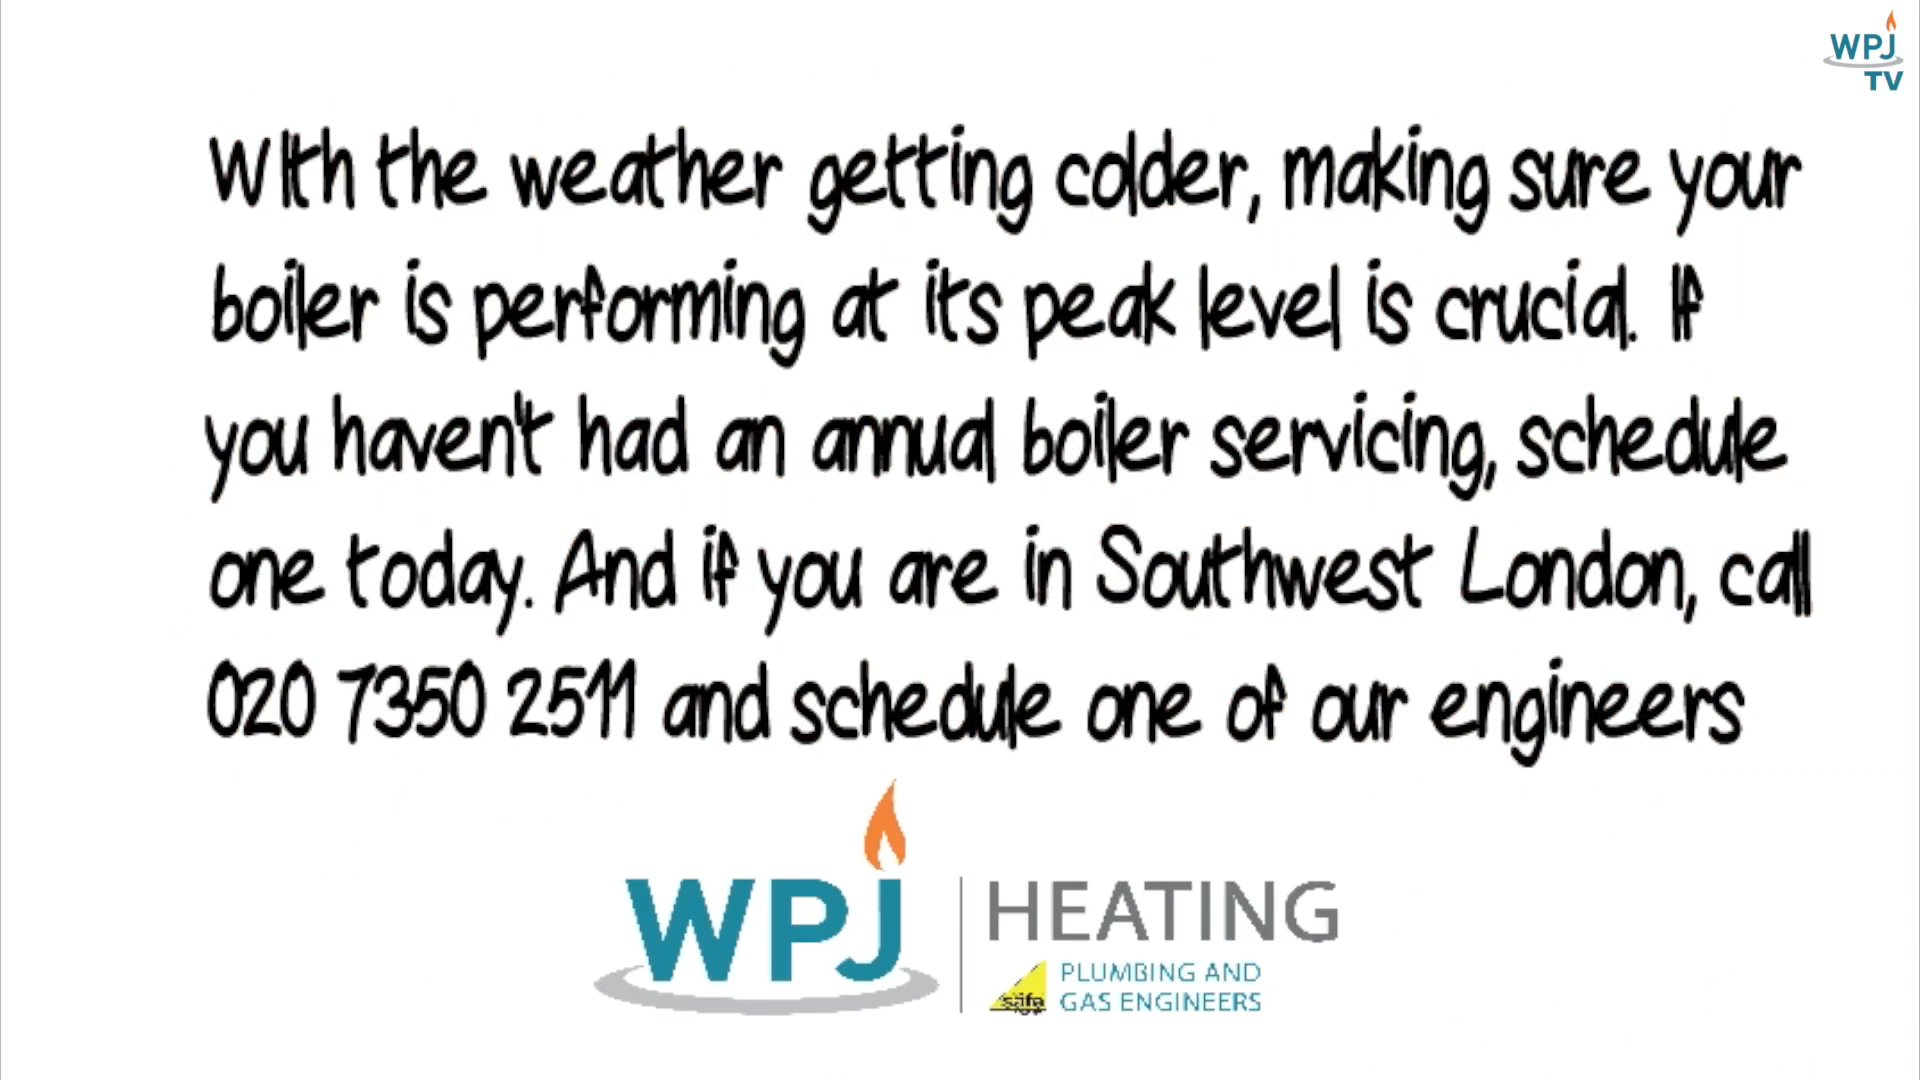 WPJ
TV
WIth the weather getting colder, making sure your
boiler is performing at its peak level is crucial. If
you haven't had an annual boiler servicing, schedule
one today. And if you are in Southwest London, call
020 7350 2511 and schedule one of our engineers
WPJ HEATING
PLUMBING AND
safe GAS ENGINEERS